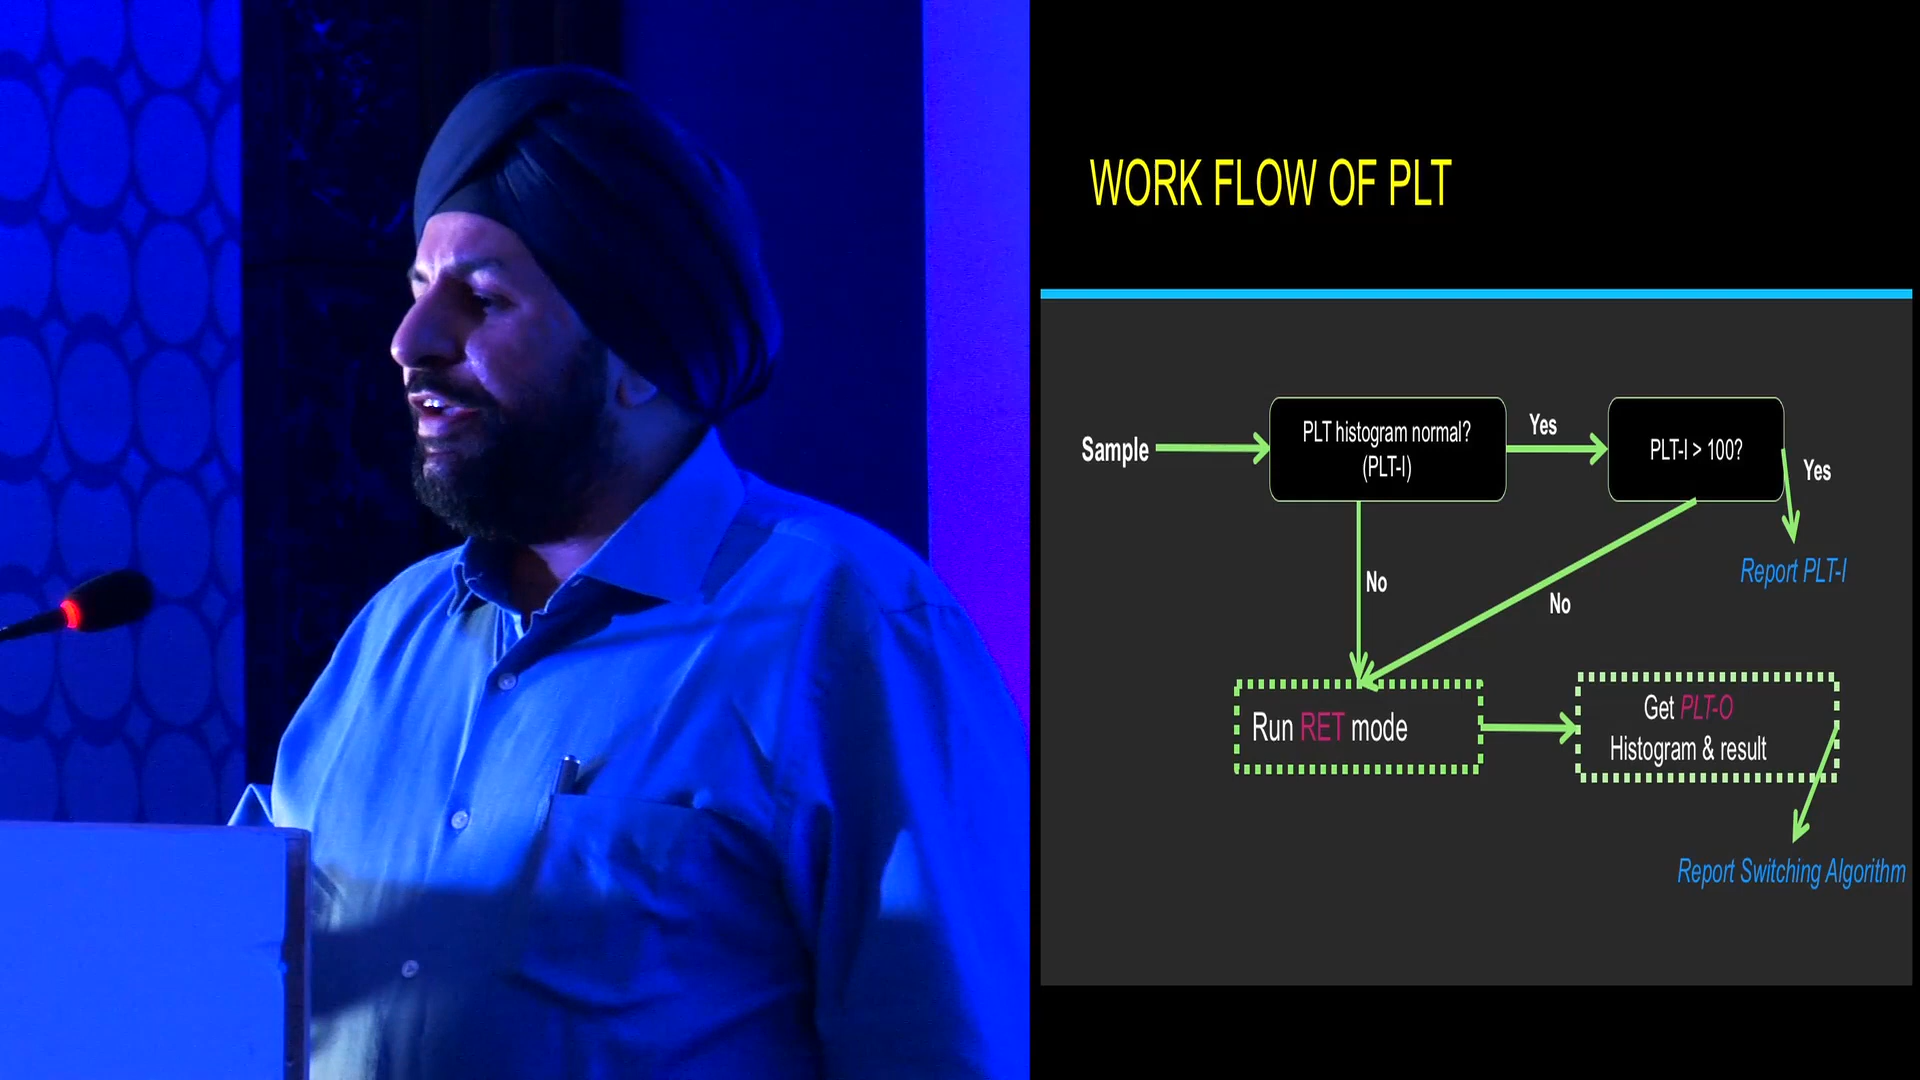 WORK FLOW OF PLT
Sample
PLT histogram normal?
(PLT-I)
Yes
PLT-I > 100?
Yes
Report PLT-I
No
No
Run RET mode
Get PLT-O
Histogram & result
Report Switching Algorithm